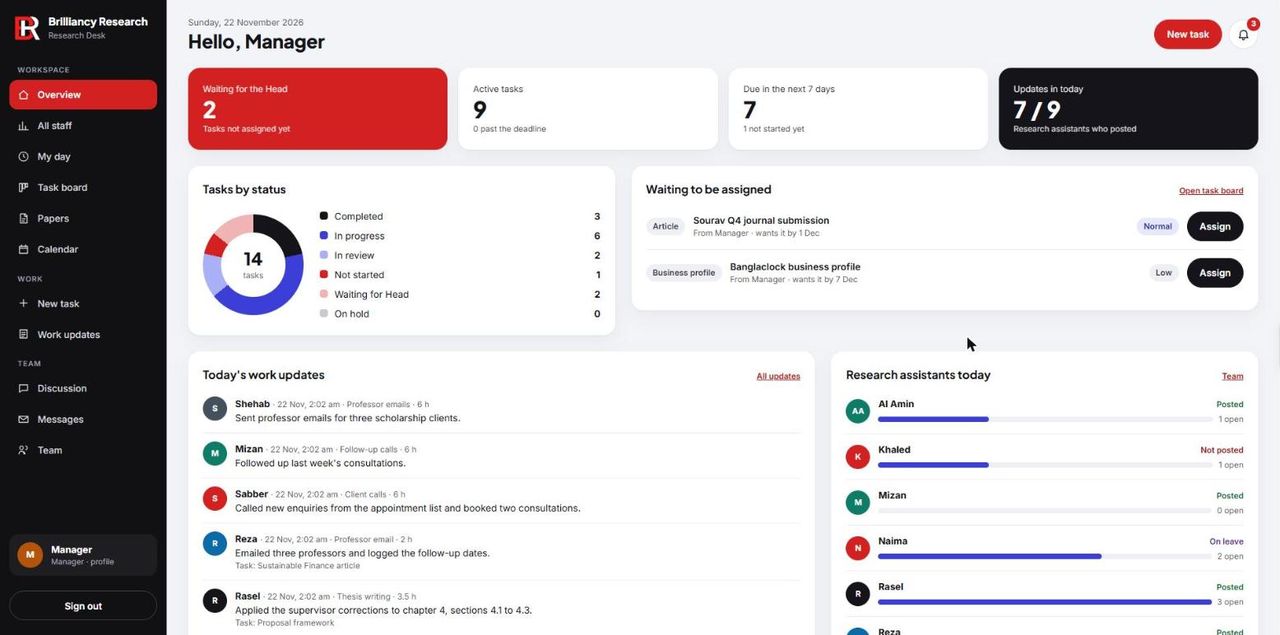 Brilliancy Research
Research Desk
WORKSPACE
Overview
All staff
My day
Task board
Papers
Calendar
WORK
New task
Work updates
TEAM
Discussion
Messages
Team
M
Manager
Manager · profile
Sign out
Sunday, 22 November 2026
Hello, Manager
New task
3
Waiting for the Head
2
Tasks not assigned yet
Active tasks
9
0 past the deadline
Due in the next 7 days
7
1 not started yet
Updates in today
7 / 9
Research assistants who posted
Tasks by status
14
tasks
Completed 3
In progress 6
In review 2
Not started 1
Waiting for Head 2
On hold 0
Waiting to be assigned
Open task board
Article
Sourav Q4 journal submission
From Manager · wants it by 1 Dec
Normal
Assign
Business profile
Banglaclock business profile
From Manager · wants it by 7 Dec
Low
Assign
Today's work updates
All updates
S
Shehab · 22 Nov, 2:02 am · Professor emails · 6 h
Sent professor emails for three scholarship clients.
M
Mizan · 22 Nov, 2:02 am · Follow-up calls · 6 h
Followed up last week's consultations.
S
Sabber · 22 Nov, 2:02 am · Client calls · 6 h
Called new enquiries from the appointment list and booked two consultations.
R
Reza · 22 Nov, 2:02 am · Professor email · 2 h
Emailed three professors and logged the follow-up dates.
Task: Sustainable Finance article
R
Rasel · 22 Nov, 2:02 am · Thesis writing · 3.5 h
Applied the supervisor corrections to chapter 4, sections 4.1 to 4.3.
Task: Proposal framework
Research assistants today
Team
AA
Al Amin
Posted
1 open
K
Khaled
Not posted
1 open
M
Mizan
Posted
0 open
N
Naima
On leave
2 open
R
Rasel
Posted
3 open
R
Reza
Posted